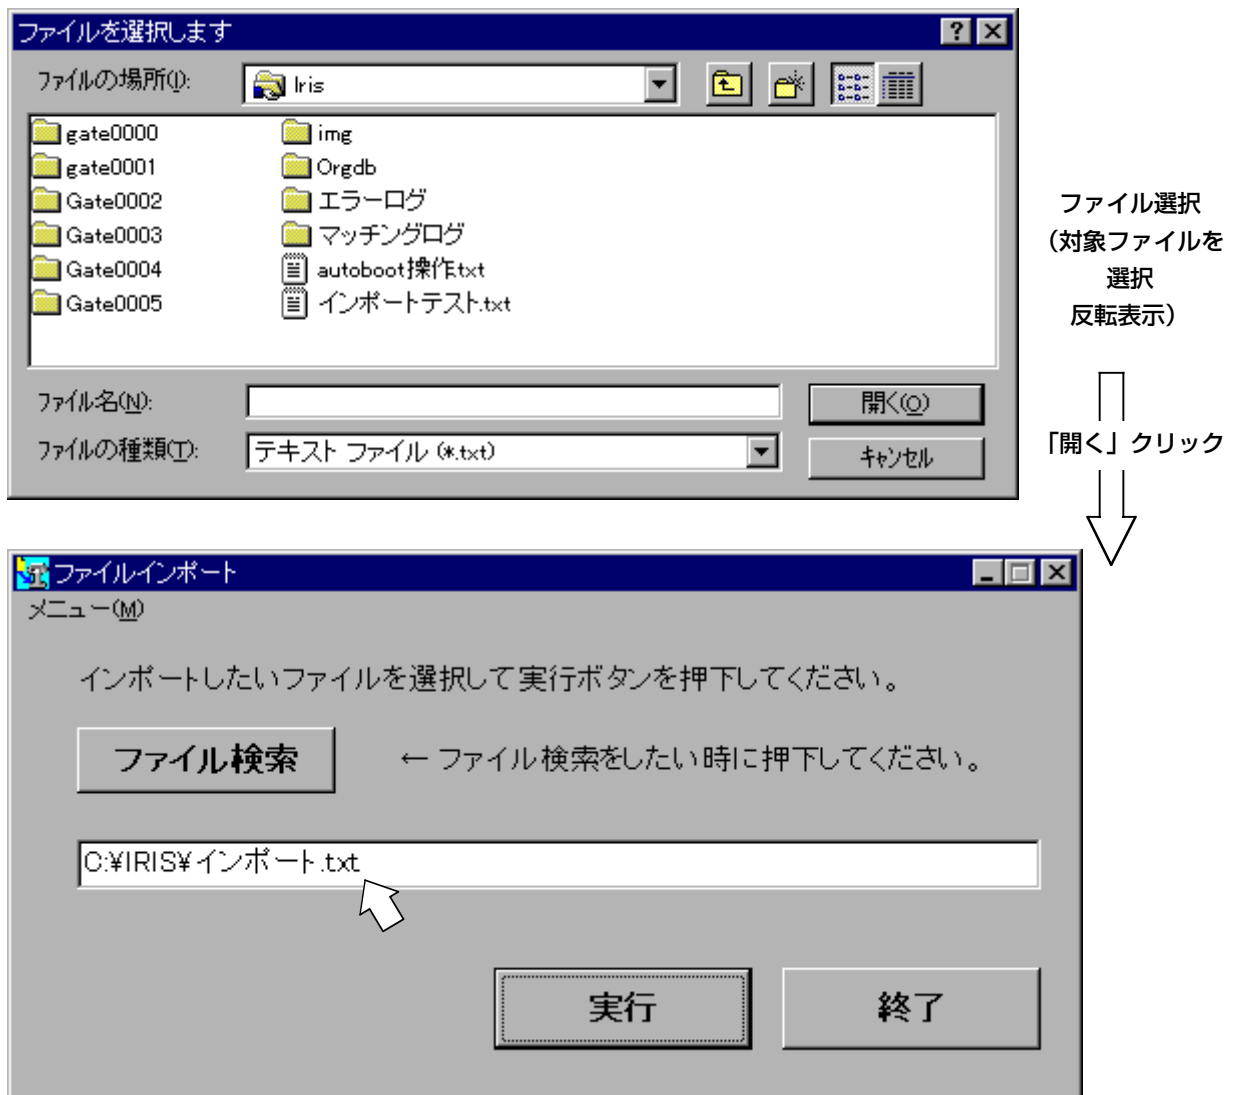 ファイルを選択します
ファイルの場所(I):
Iris
gate0000
gate0001
Gate0002
Gate0003
Gate0004
Gate0005
img
Orgdb
エラーログ
マッチングログ
autoboot操作.txt
インポートテスト.txt
ファイル名(N):
開く(O)
ファイルの種類(T):
テキスト ファイル (*.txt)
キャンセル
ファイル選択
（対象ファイルを
選択
反転表示）
「開く」クリック
ファイルインポート
メニュー(M)
インポートしたいファイルを選択して実行ボタンを押下してください。
ファイル検索
←ファイル検索をしたい時に押下してください。
C:¥IRIS¥インポート.txt
実行
終了